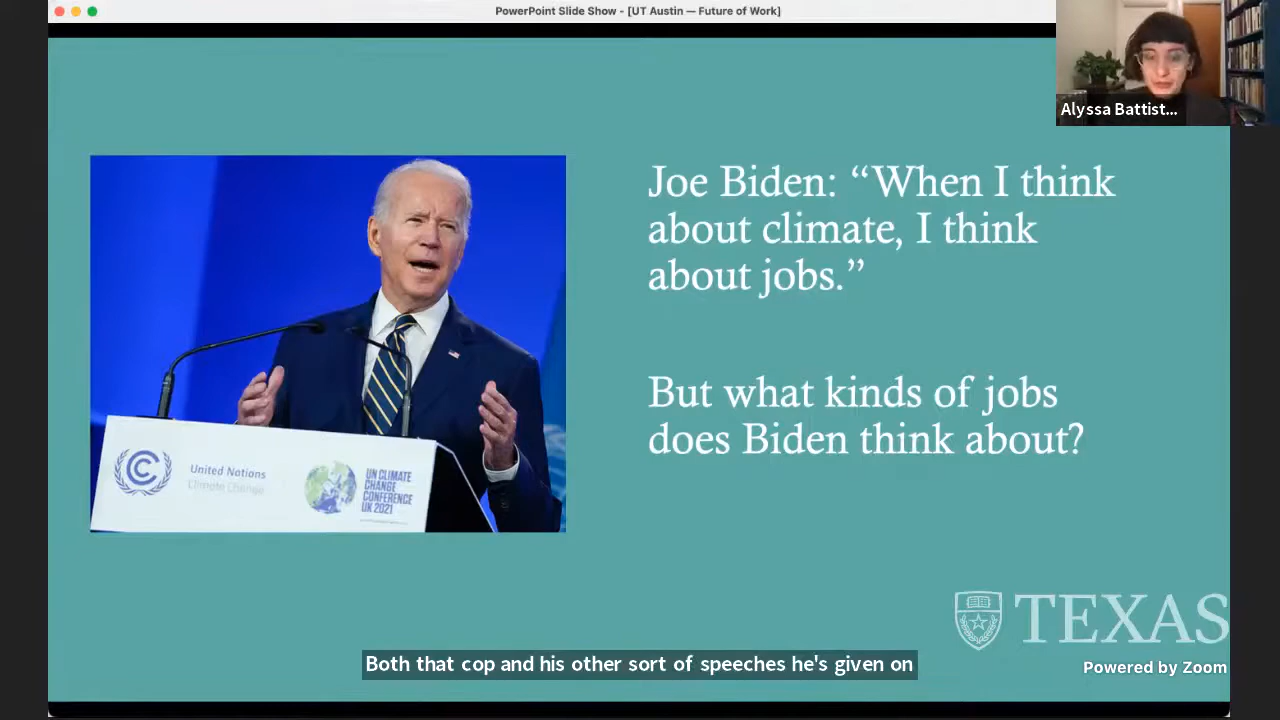 PowerPoint Slide Show - [UT Austin — Future of Work]
Alyssa Battist...
Joe Biden: “When I think
about climate, I think
about jobs.”
But what kinds of jobs
does Biden think about?
United Nations
Climate Change
UN CLIMATE
CHANGE
CONFERENCE
UK 2021
TEXAS
Both that cop and his other sort of speeches he's given on
Powered by Zoom